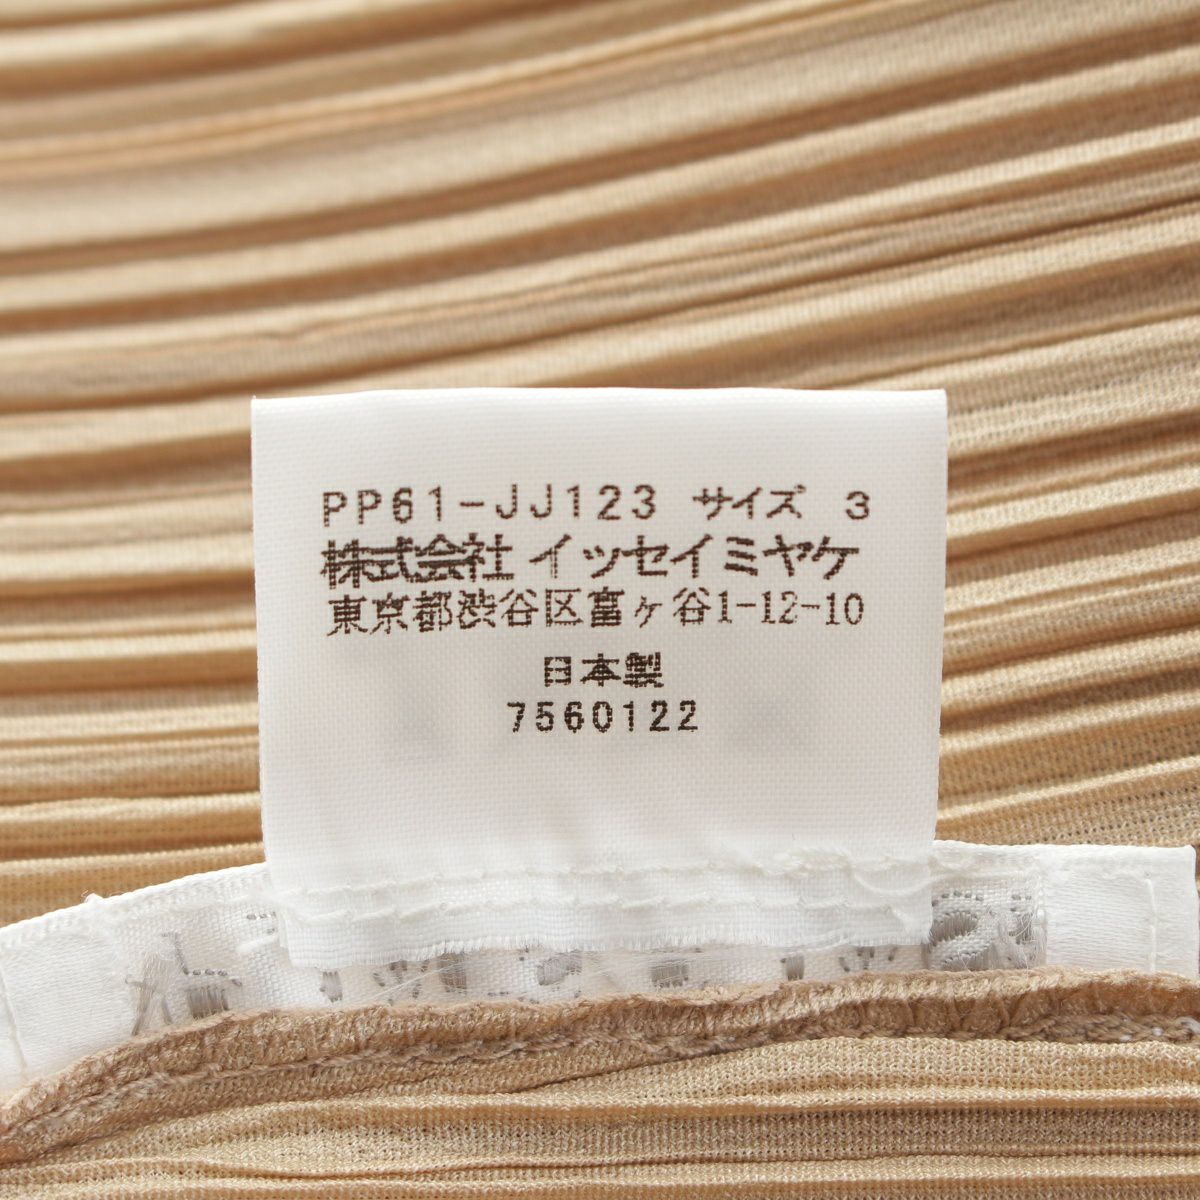 PP61-JJ123 サイズ 3
株式会社 イッセイミヤケ
東京都渋谷区富ヶ谷1-12-10
日本製
7560122